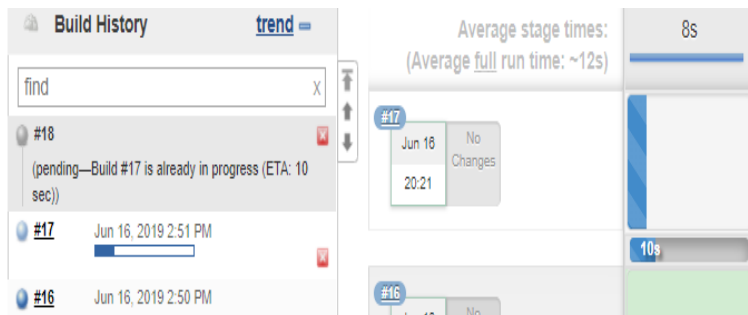 Build History trend
find X
#18
(pending—Build #17 is already in progress (ETA: 10
sec))
#17 Jun 16, 2019 2:51 PM
#16 Jun 16, 2019 2:50 PM
Average stage times:
(Average full run time: ~12s)
8s
#17
Jun 16
20:21
No
Changes
10s
#16
No